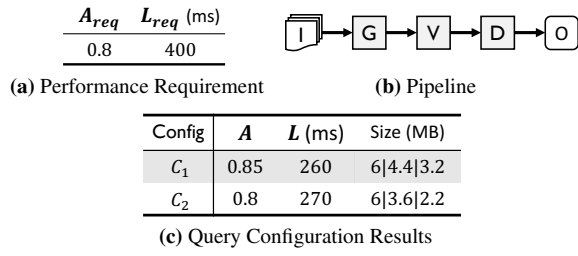 A_req L_req (ms)
0.8 400
(a) Performance Requirement
I G V D O
(b) Pipeline
Config A L (ms) Size (MB)
C_1 0.85 260 6|4.4|3.2
C_2 0.8 270 6|3.6|2.2
(c) Query Configuration Results